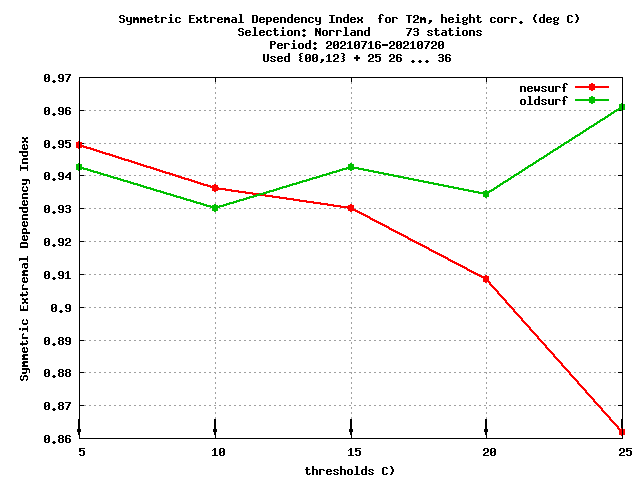 Symmetric Extremal Dependency Index  for T2m, height corr. (deg C)
Selection: Norrland     73 stations
Period: 20210716-20210720
Used {00,12} + 25 26 ... 36
newsurf
oldsurf
Symmetric Extremal Dependency Index
0.97
0.96
0.95
0.94
0.93
0.92
0.91
0.9
0.89
0.88
0.87
0.86
5 10 15 20 25
thresholds C)